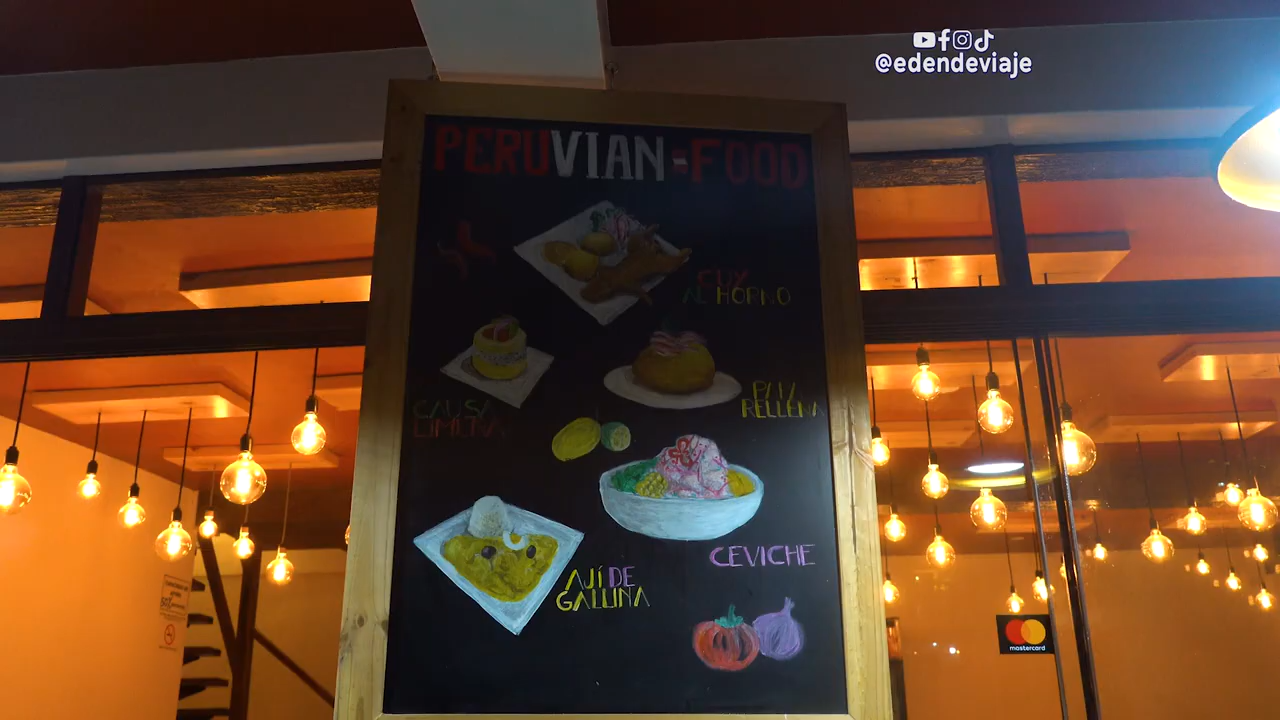 @edendeviaje
PERUVIAN FOOD
CUY
AL HORNO
CAUSA
LIMEÑA
PAPA
RELLENA
CEVICHE
AJÍ DE
GALLINA
mastercard